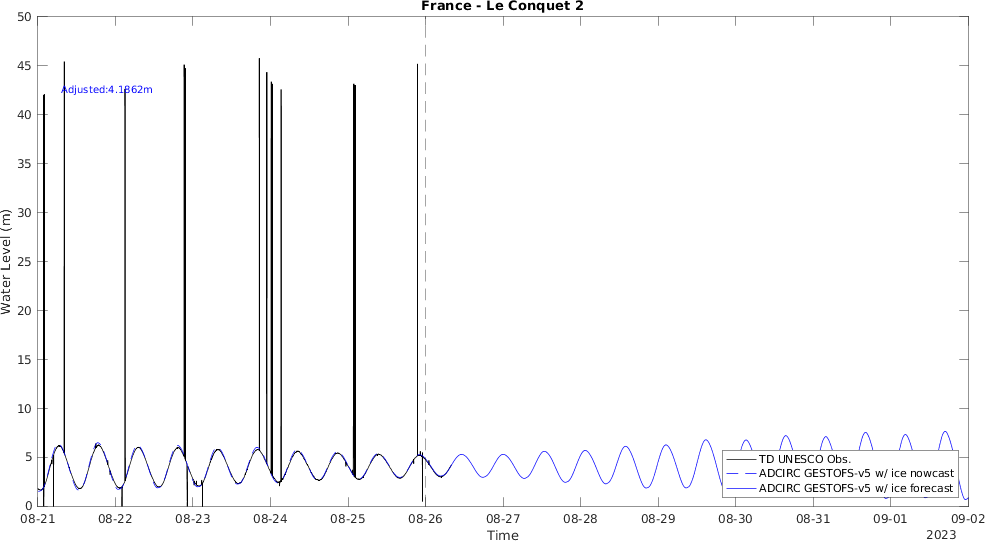 France - Le Conquet 2
50
45
40
35
30
25
20
15
10
5
0
Water Level (m)
Adjusted:4.1362m
TD UNESCO Obs.
ADCIRC GESTOFS-v5 w/ ice nowcast
ADCIRC GESTOFS-v5 w/ ice forecast
08-21 08-22 08-23 08-24 08-25 08-26 08-27 08-28 08-29 08-30 08-31 09-01 09-02
Time
2023